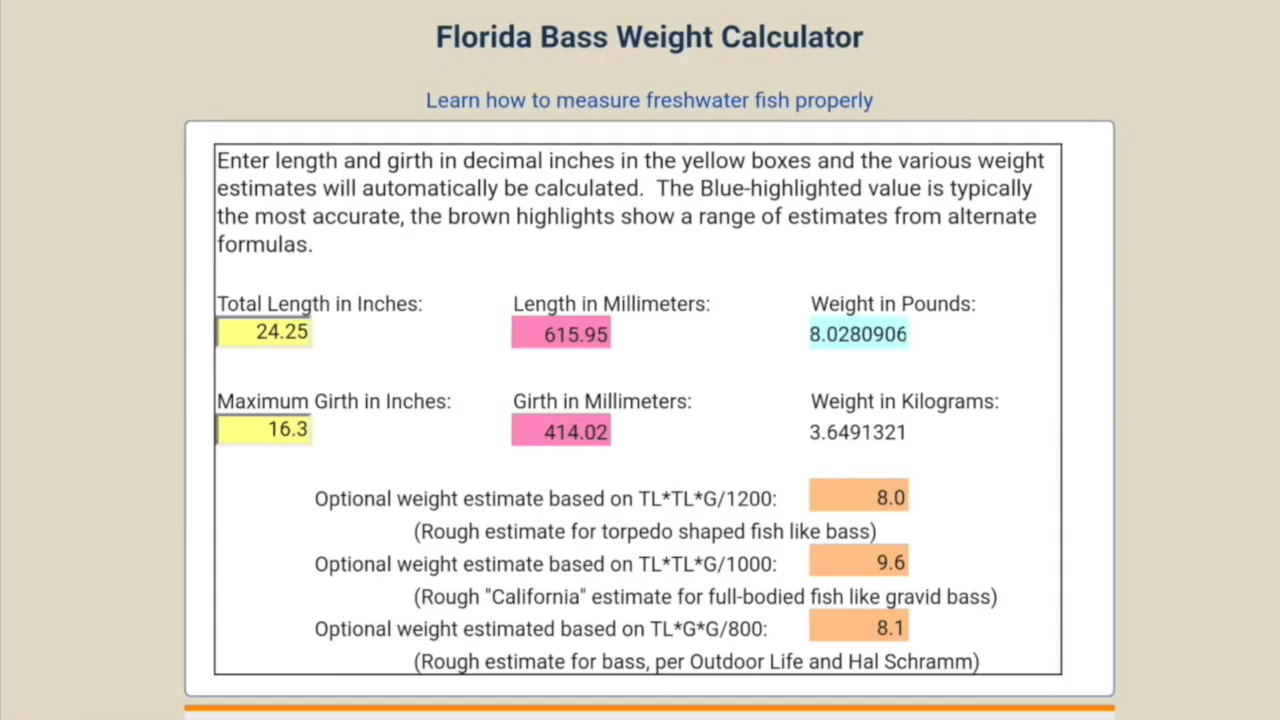 Florida Bass Weight Calculator
Learn how to measure freshwater fish properly
Enter length and girth in decimal inches in the yellow boxes and the various weight
estimates will automatically be calculated.  The Blue-highlighted value is typically
the most accurate, the brown highlights show a range of estimates from alternate
formulas.
Total Length in Inches: Length in Millimeters: Weight in Pounds:
24.25 615.95 8.0280906
Maximum Girth in Inches: Girth in Millimeters: Weight in Kilograms:
16.3 414.02 3.6491321
Optional weight estimate based on TL*TL*G/1200: 8.0
(Rough estimate for torpedo shaped fish like bass)
Optional weight estimate based on TL*TL*G/1000: 9.6
(Rough "California" estimate for full-bodied fish like gravid bass)
Optional weight estimated based on TL*G*G/800: 8.1
(Rough estimate for bass, per Outdoor Life and Hal Schramm)